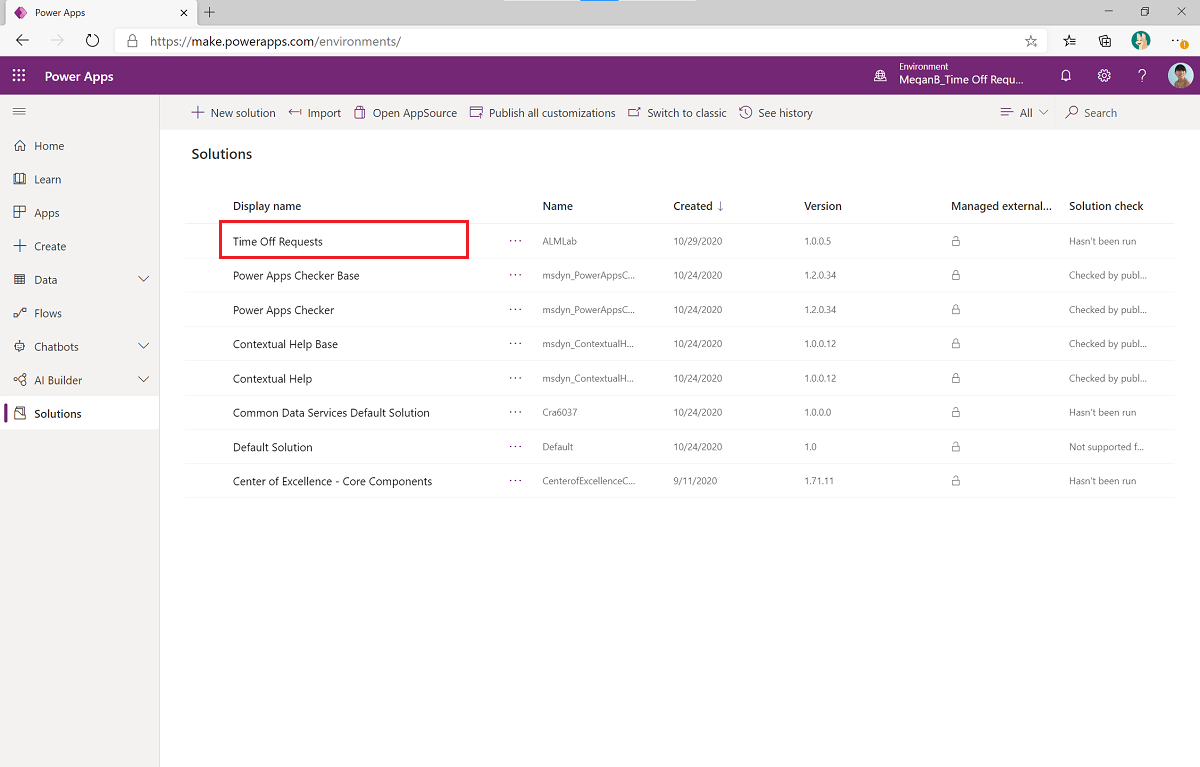 Power Apps
https://make.powerapps.com/environments/
Power Apps
Environment
MeganB_Time Off Requ...
New solution Import Open AppSource Publish all customizations Switch to classic See history All Search
Home
Learn
Apps
Create
Data
Flows
Chatbots
AI Builder
Solutions
Solutions
Display name Name Created ↓ Version Managed external... Solution check
Time Off Requests ... ALMLab 10/29/2020 1.0.0.5 Hasn't been run
Power Apps Checker Base ... msdyn_PowerAppsC... 10/24/2020 1.2.0.34 Checked by publ...
Power Apps Checker ... msdyn_PowerAppsC... 10/24/2020 1.2.0.34 Checked by publ...
Contextual Help Base ... msdyn_ContextualH... 10/24/2020 1.0.0.12 Checked by publ...
Contextual Help ... msdyn_ContextualH... 10/24/2020 1.0.0.12 Checked by publ...
Common Data Services Default Solution ... Cra6037 10/24/2020 1.0.0.0 Hasn't been run
Default Solution ... Default 10/24/2020 1.0 Not supported f...
Center of Excellence - Core Components ... CenterofExcellenceC... 9/11/2020 1.71.11 Hasn't been run